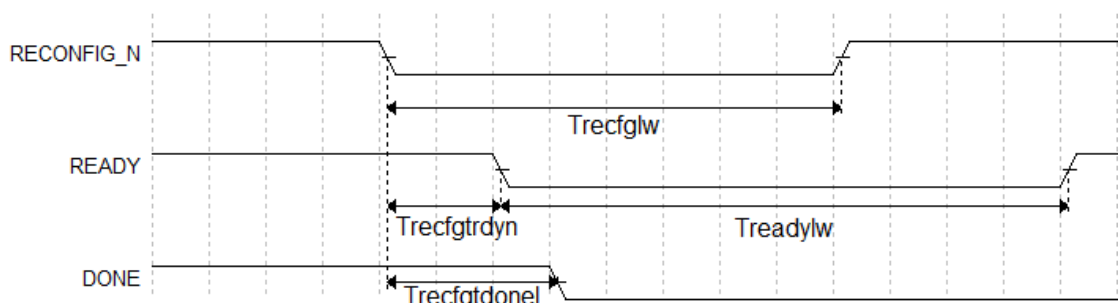 RECONFIG_N
Trecfglw
READY
Trecfgtrdyn
Treadylw
DONE
Trecfgtdonel